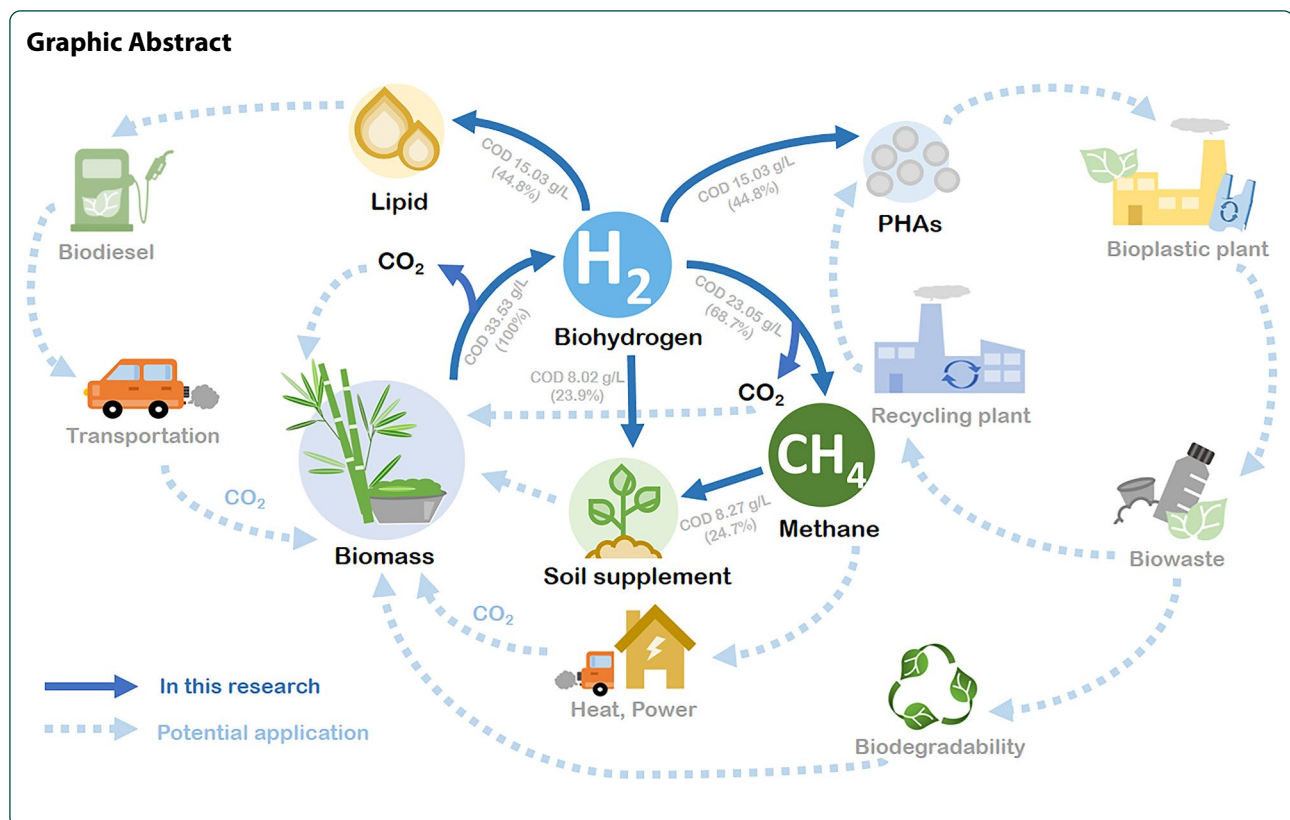 Graphic Abstract
COD 15.03 g/L
(44.8%)
COD 15.03 g/L
(44.8%)
Lipid
PHAs
Biodiesel
Bioplastic plant
CO2
H2
COD 33.53 g/L
(100%)
COD 23.05 g/L
(68.7%)
Biohydrogen
COD 8.02 g/L
(23.9%)
CO2
Recycling plant
Transportation
CH4
CO2
COD 8.27 g/L
(24.7%)
Methane
Biomass
Soil supplement
Biowaste
CO2
In this research
Heat, Power
Potential application
Biodegradability